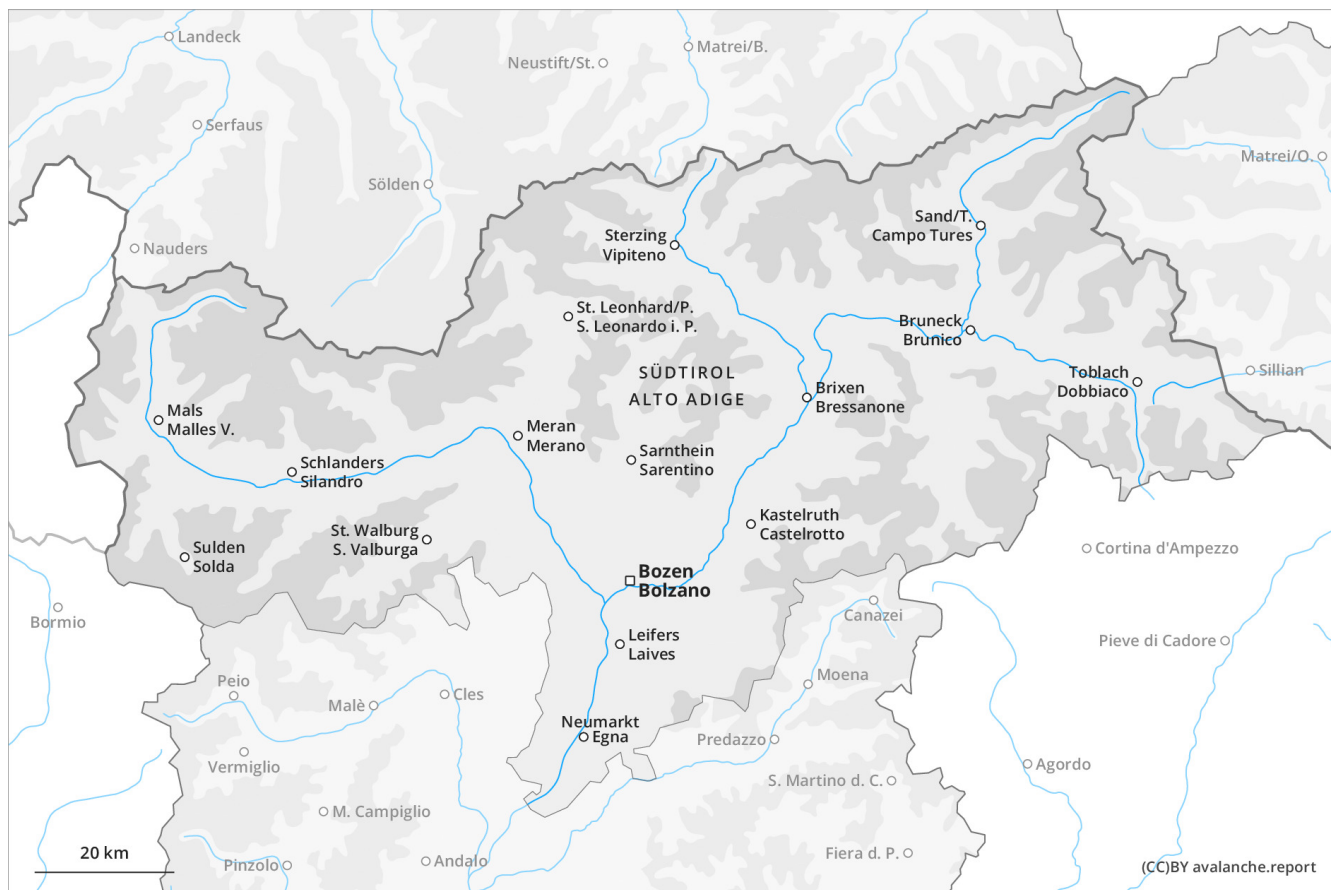 Landeck
Matrei/B.
Neustift/St.
Serfaus
Matrei/O.
Sölden
Sand/T.
Campo Tures
Sterzing
Vipiteno
Nauders
St. Leonhard/P.
S. Leonardo i. P.
Bruneck
Brunico
SÜDTIROL
ALTO ADIGE
Toblach
Dobbiaco
Sillian
Brixen
Bressanone
Mals
Malles V.
Meran
Merano
Schlanders
Silandro
Sarnthein
Sarentino
Kastelruth
Castelrotto
St. Walburg
S. Valburga
Sulden
Solda
Cortina d'Ampezzo
Bozen
Bolzano
Bormio
Canazei
Leifers
Laives
Pieve di Cadore
Peio
Malè
Cles
Moena
Neumarkt
Egna
Predazzo
Vermiglio
Agordo
S. Martino d. C.
M. Campiglio
20 km
Pinzolo
Andalo
Fiera d. P.
(CC)BY avalanche.report